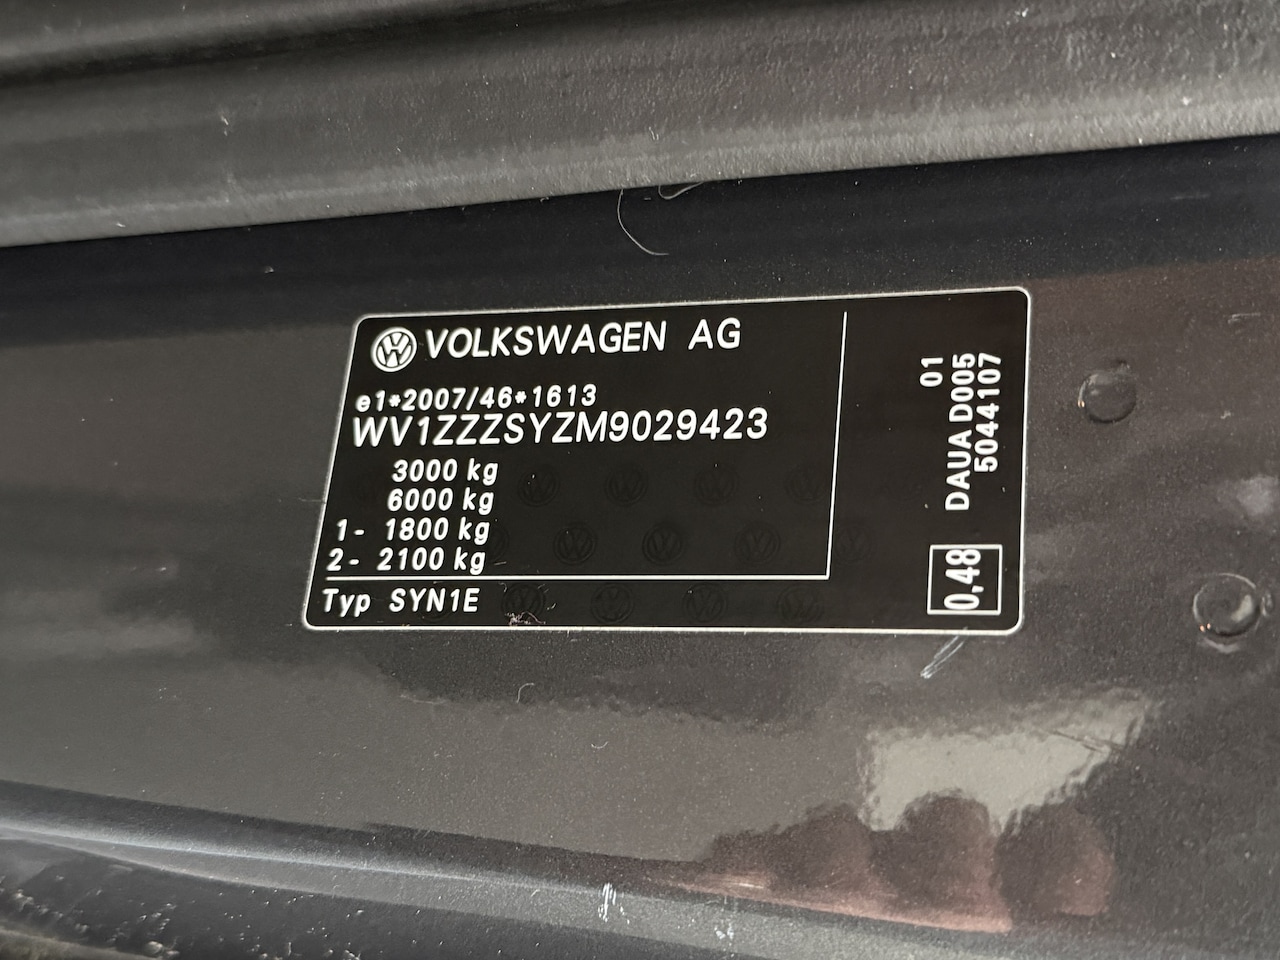 VOLKSWAGEN AG
e1*2007/46*1613
WV1ZZZSYZM9029423
3000 kg
6000 kg
1- 1800 kg
2- 2100 kg
Typ SYN1E
01
DAUA D005
5044107
0,48